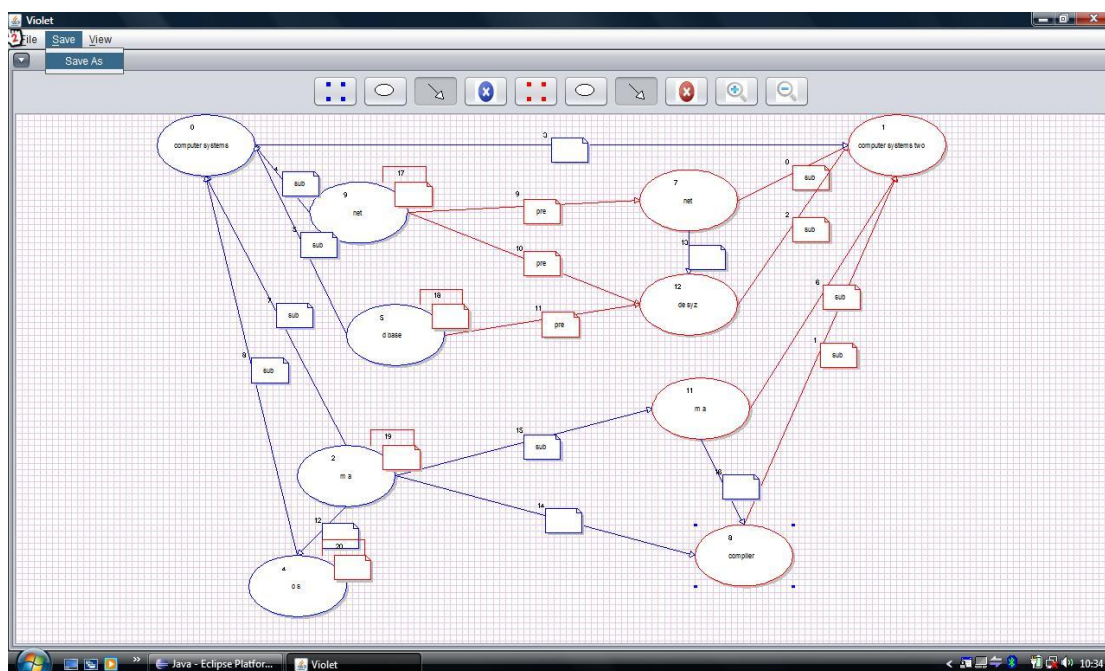 Violet
File Save View
Save As
0
computer systems
3
1
computer systems two
4
sub
17
9
net
9
pre
7
net
0
sub
5
sub
10
pre
13
2
sub
12
de syz
18
d base
11
pre
7
sub
6
sub
1
sub
8
sub
11
m a
19
2
m a
15
sub
16
14
12
20
4
o s
8
compiler
Java - Eclipse Platfor...
Violet
10:34